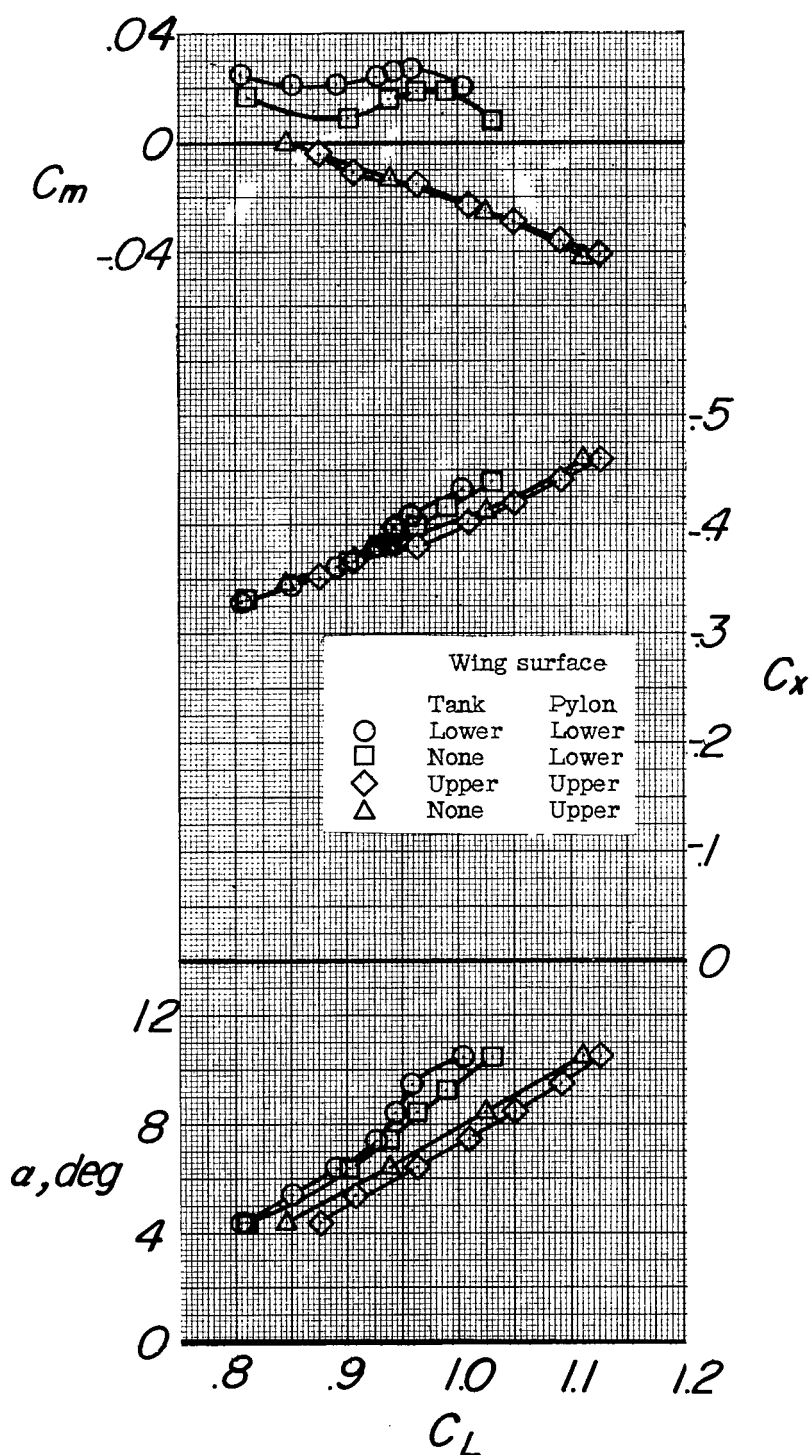 .04
0
Cm
-.04
-.5
-.4
-.3
Cx
-.2
-.1
0
Wing surface
Tank Pylon
Lower Lower
None Lower
Upper Upper
None Upper
12
8
α, deg
4
0
.8 .9 1.0 1.1 1.2
CL